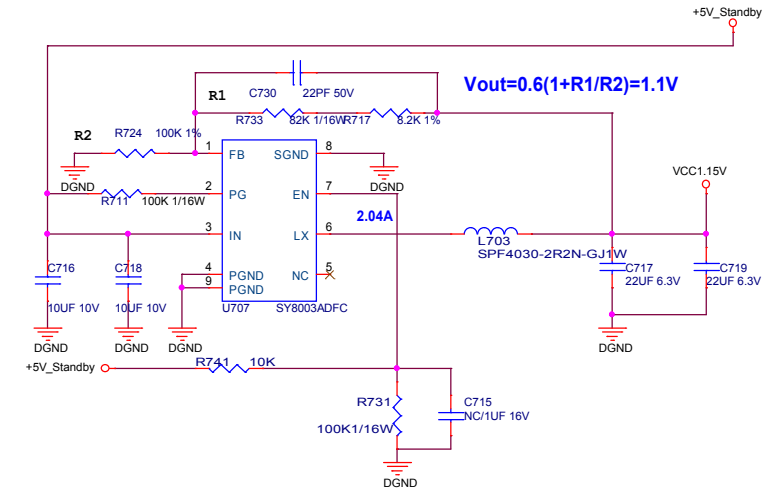 +5V_Standby
Vout=0.6(1+R1/R2)=1.1V
C730 22PF 50V
R1
R733 82K 1/16W R717 8.2K 1%
R2
R724 100K 1%
1 FB SGND 8
DGND
DGND
VCC1.15V
2 PG EN 7
R711 100K 1/16W
2.04A
3 IN LX 6
L703
SPF4030-2R2N-GJ1W
C716
C718
4 PGND NC 5
9 PGND
C717
22UF 6.3V
C719
22UF 6.3V
10UF 10V
10UF 10V
U707 SY8003ADFC
DGND
DGND
DGND
DGND
+5V_Standby
R741 10K
R731
100K1/16W
C715
NC/1UF 16V
DGND